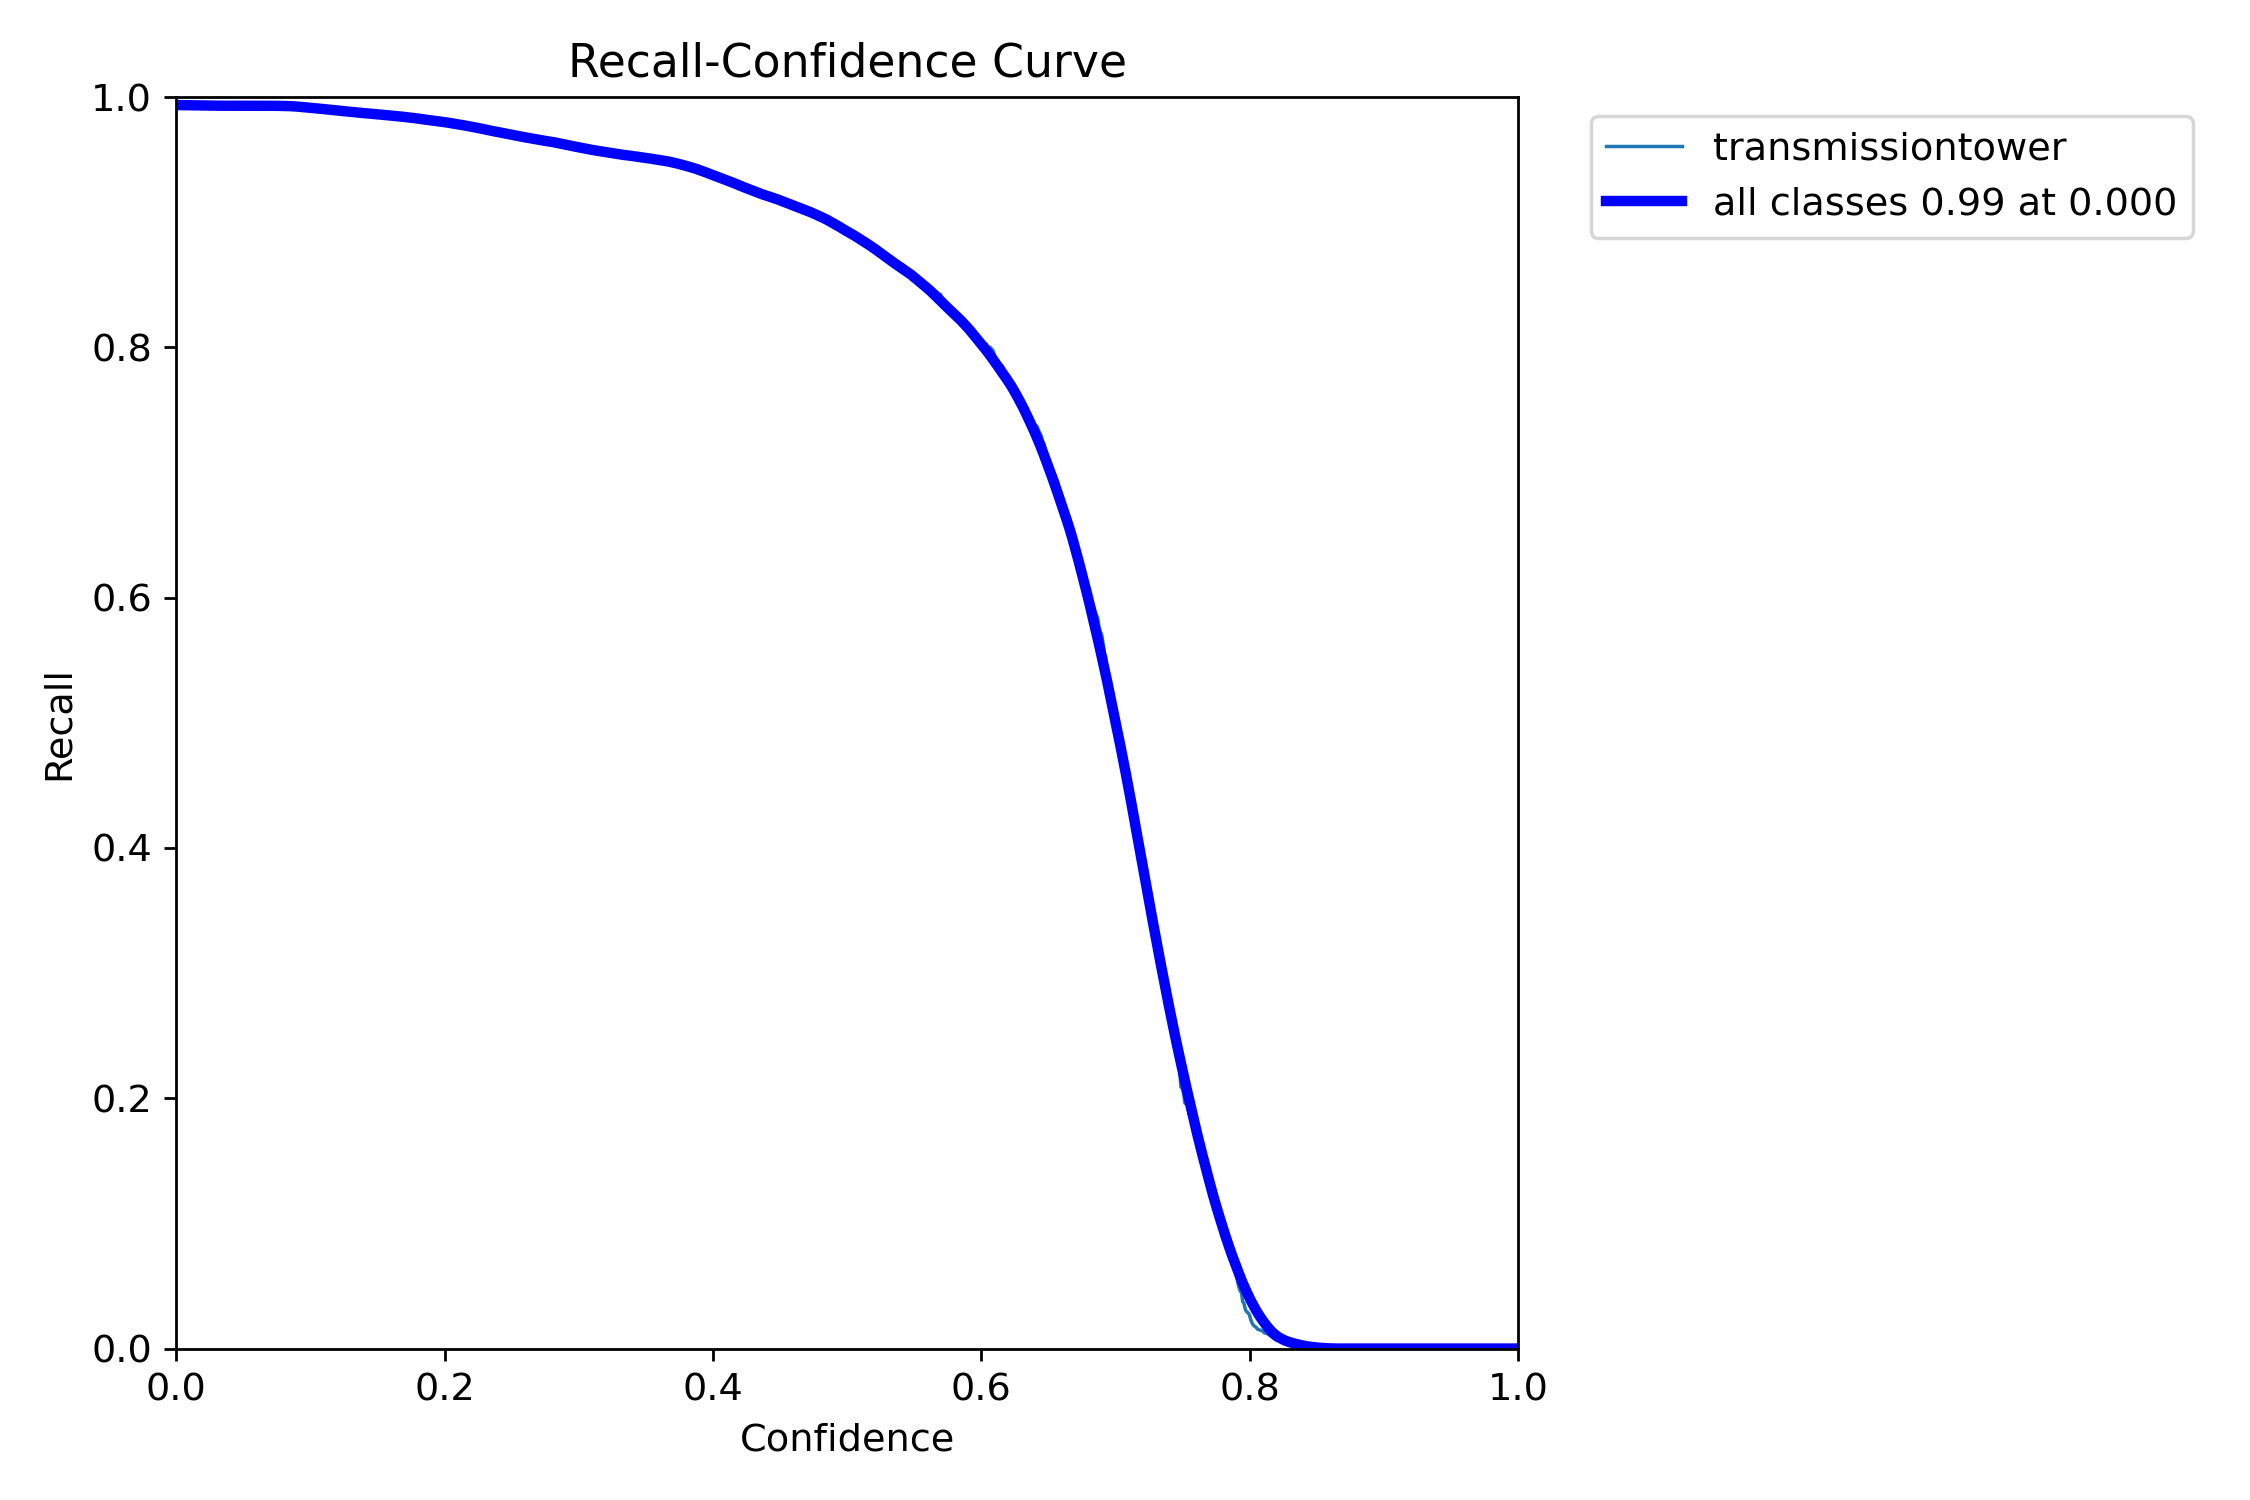 Recall-Confidence Curve
1.0
0.8
0.6
0.4
0.2
0.0
Recall
0.0 0.2 0.4 0.6 0.8 1.0
Confidence
transmissiontower
all classes 0.99 at 0.000